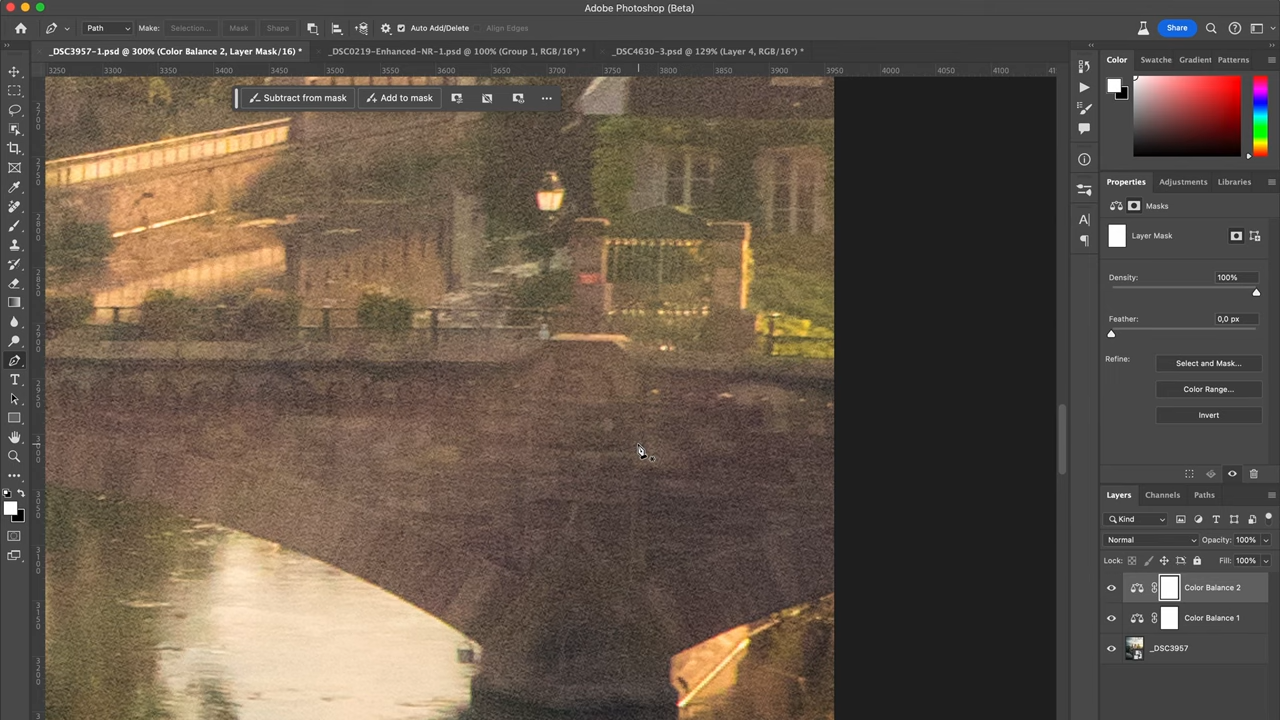 Adobe Photoshop (Beta)
Path Make: Selection... Mask Shape Auto Add/Delete Align Edges Share
_DSC3957-1.psd @ 300% (Color Balance 2, Layer Mask/16) * _DSC0219-Enhanced-NR-1.psd @ 100% (Group 1, RGB/16*) * _DSC4630-3.psd @ 129% (Layer 4, RGB/16*) *
3250 3300 3350 3400 3450 3500 3550 3600 3650 3700 3750 3800 3850 3900 3950 4000 4050 4100
Subtract from mask Add to mask
Color Swatche Gradient Patterns
Properties Adjustments Libraries
Masks
Layer Mask
Density: 100%
Feather: 0,0 px
Refine: Select and Mask...
Color Range...
Invert
Layers Channels Paths
Kind
Normal Opacity: 100%
Lock: Fill: 100%
Color Balance 2
Color Balance 1
_DSC3957